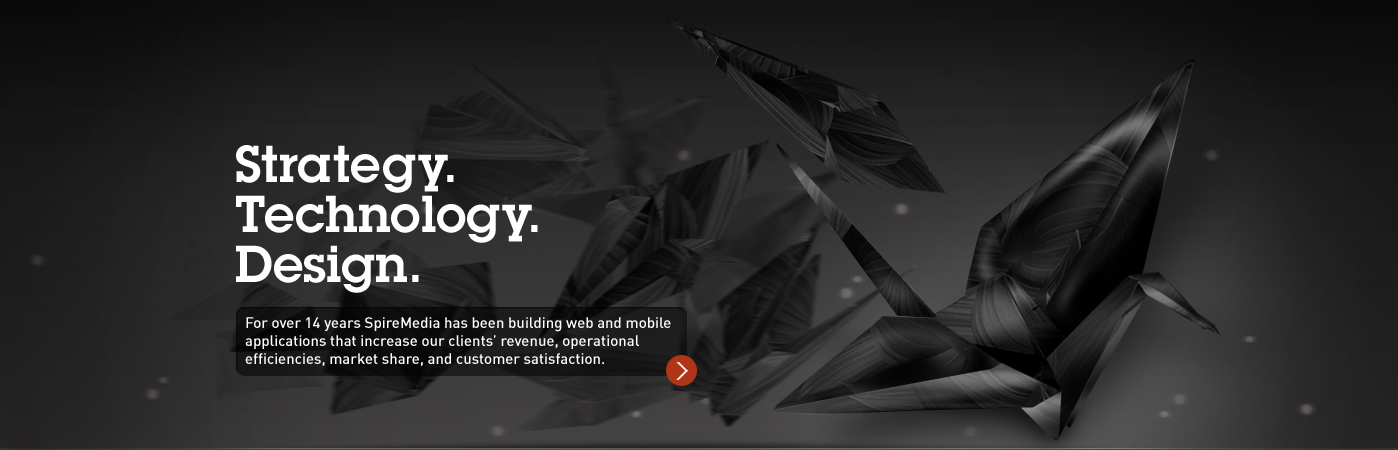 Strategy.
Technology.
Design.
For over 14 years SpireMedia has been building web and mobile
applications that increase our clients’ revenue, operational
efficiencies, market share, and customer satisfaction.